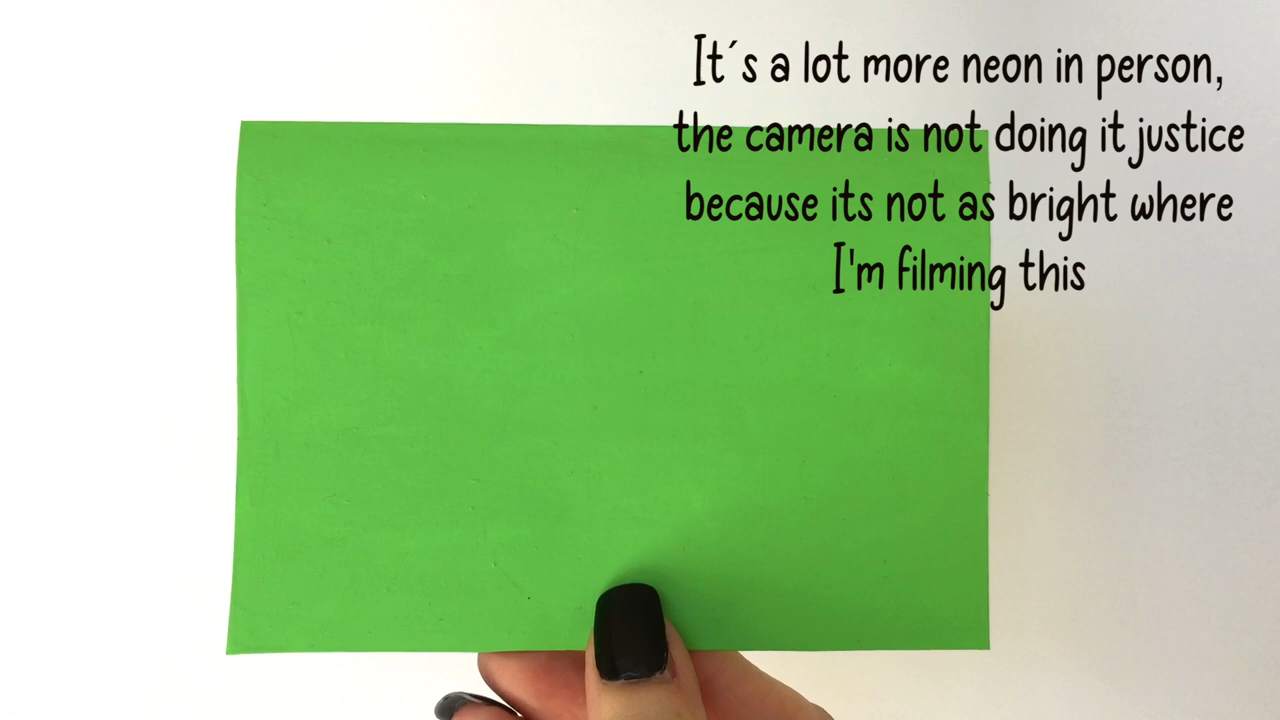 It´s a lot more neon in person,
the camera is not doing it justice
because its not as bright where
I'm filming this